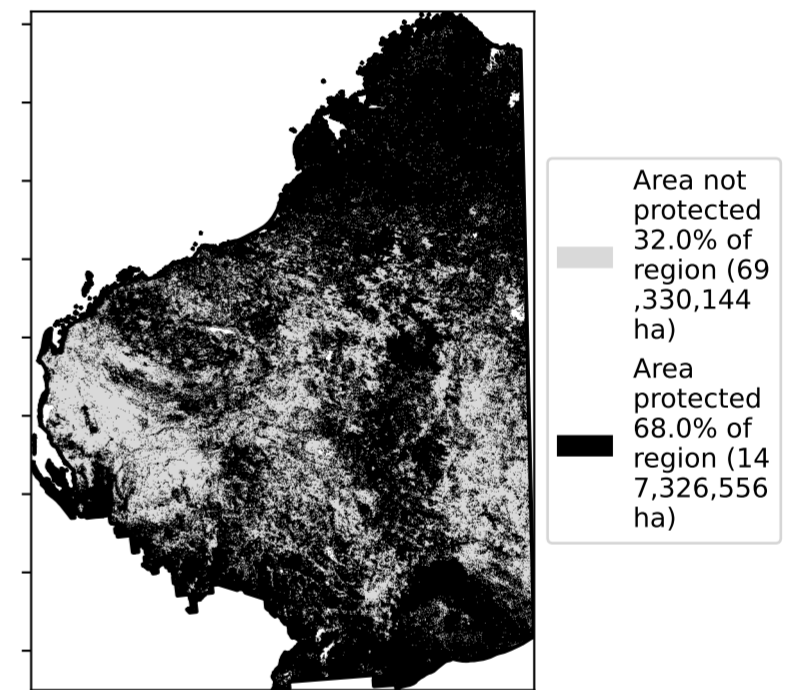 Area not
protected
32.0% of
region (69
,330,144
ha)
Area
protected
68.0% of
region (14
7,326,556
ha)